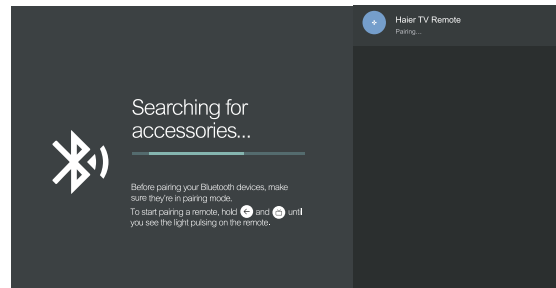 Searching for
accessories...
Before pairing your Bluetooth devices, make
sure they're in pairing mode.
To start pairing a remote, hold and until
you see the light pulsing on the remote.
Haier TV Remote
Pairing...